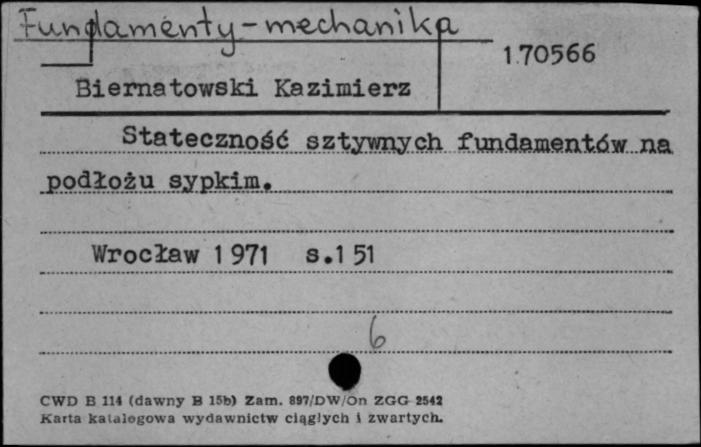 Fundamenty - mechanika
1.70566
Biernatowski Kazimierz
Stateczność sztywnych fundamentów na
podłożu sypkim.
Wrocław 1971 s.151
6
CWD B 114 (dawny B 15b) Zam. 897/DW/On ZGG 2542
Karta katalogowa wydawnictw ciągłych i zwartych.